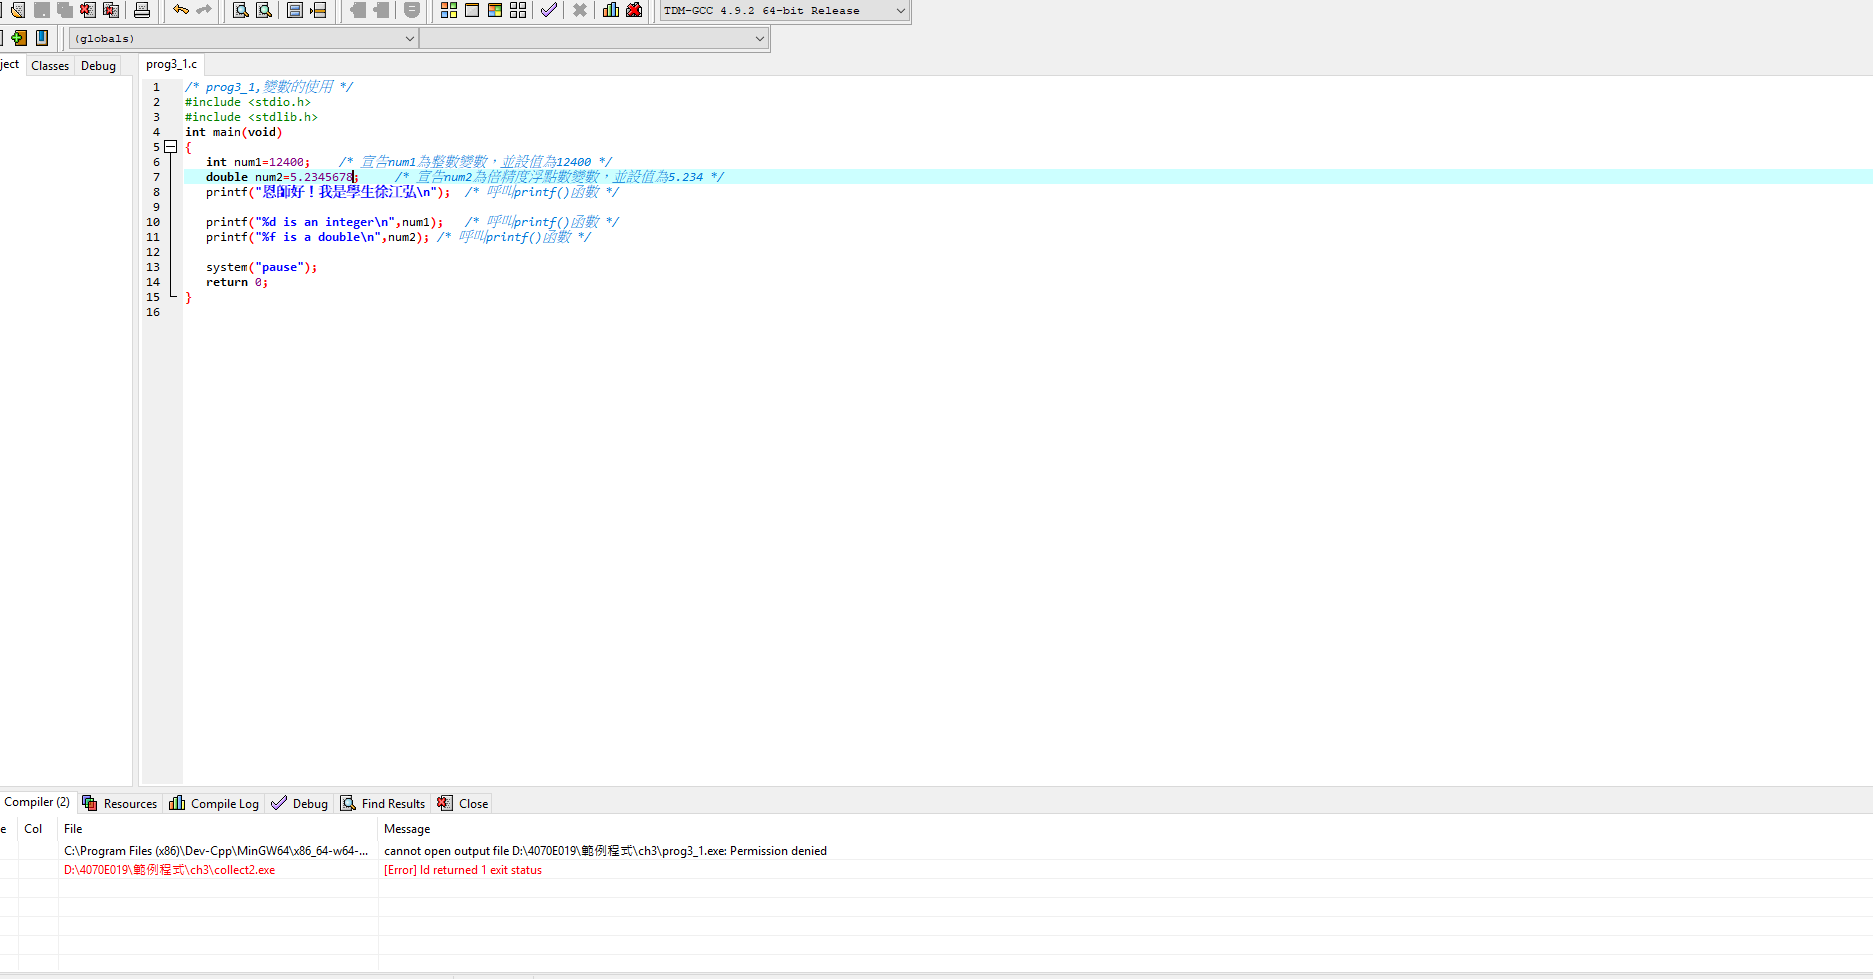 TDM-GCC 4.9.2 64-bit Release
(globals)
ject Classes Debug prog3_1.c
1 /* prog3_1,變數的使用 */
2 #include <stdio.h>
3 #include <stdlib.h>
4 int main(void)
5 {
6 int num1=12400; /* 宣告num1為整數變數，並設值為12400 */
7 double num2=5.2345678; /* 宣告num2為倍精度浮點數變數，並設值為5.234 */
8 printf("恩師好！我是學生徐江弘\n"); /* 呼叫printf()函數 */
9
10 printf("%d is an integer\n",num1); /* 呼叫printf()函數 */
11 printf("%f is a double\n",num2); /* 呼叫printf()函數 */
12
13 system("pause");
14 return 0;
15 }
16
Compiler (2) Resources Compile Log Debug Find Results Close
e Col File Message
C:\Program Files (x86)\Dev-Cpp\MinGW64\x86_64-w64-... cannot open output file D:\4070E019\範例程式\ch3\prog3_1.exe: Permission denied
D:\4070E019\範例程式\ch3\collect2.exe [Error] ld returned 1 exit status